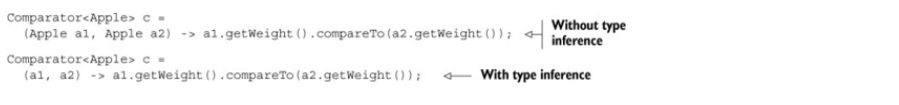 Comparator<Apple> c =
(Apple a1, Apple a2) -> a1.getWeight().compareTo(a2.getWeight());
Without type
inference
Comparator<Apple> c =
(a1, a2) -> a1.getWeight().compareTo(a2.getWeight());
With type inference